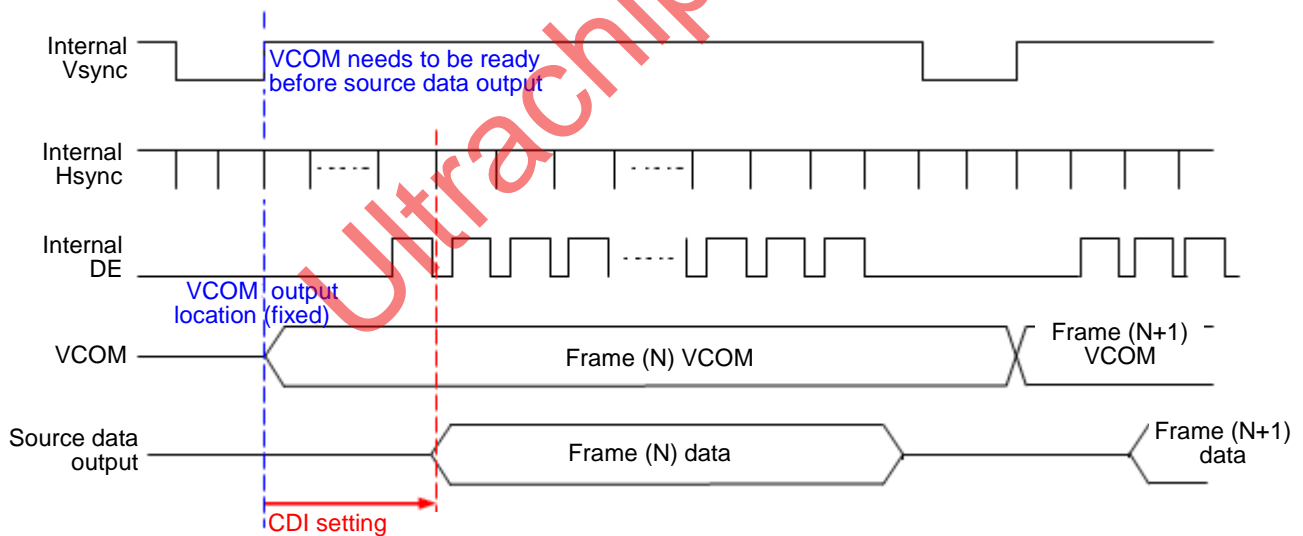 Internal
Vsync
VCOM needs to be ready
before source data output
Internal
Hsync
Internal
DE
VCOM output
location (fixed)
VCOM
Frame (N) VCOM
Frame (N+1)
VCOM
Source data
output
Frame (N) data
Frame (N+1)
data
CDI setting
Ultrachip